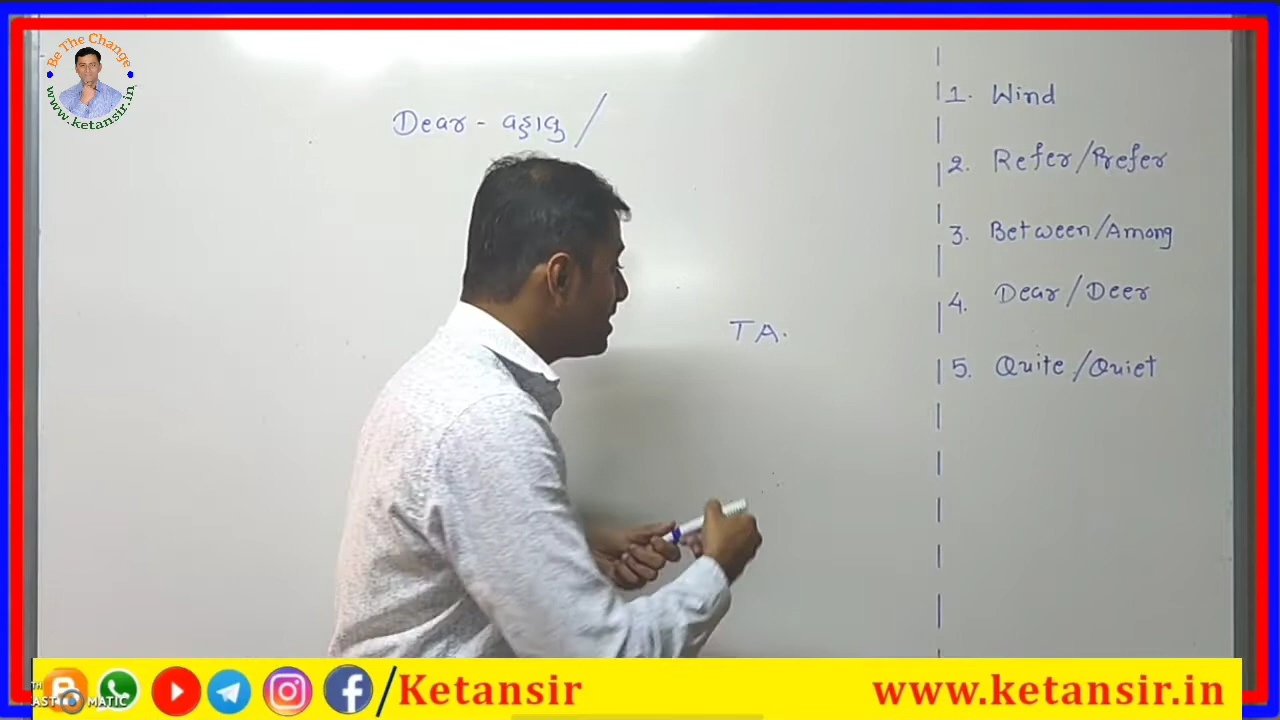 Be The Change
www.ketansir.in
Dear - વ્હાલુ /
TA.
1. Wind
2. Refer/Prefer
3. Between/Among
4. Dear/Deer
5. Quite/Quiet
/Ketansir
www.ketansir.in